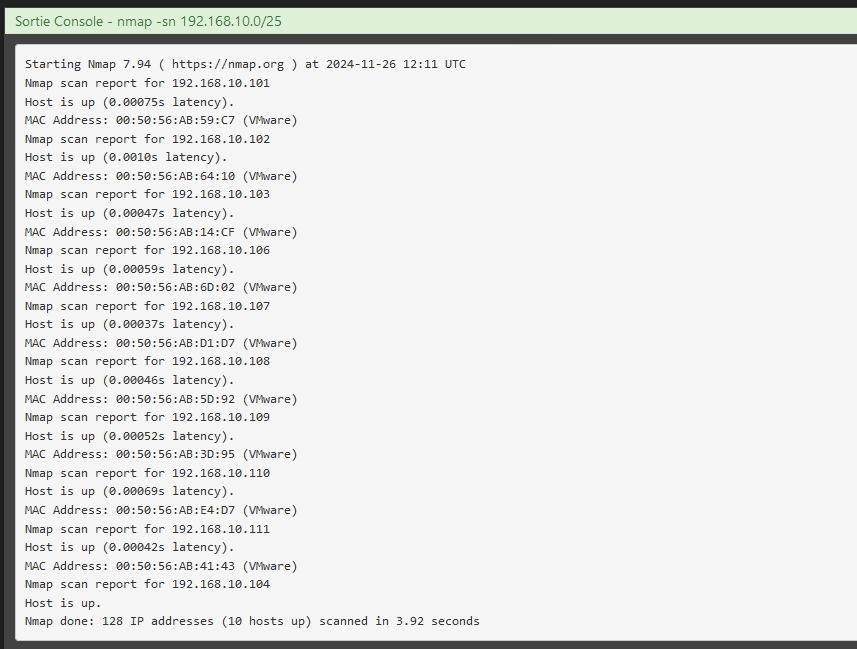 Sortie Console - nmap -sn 192.168.10.0/25
Starting Nmap 7.94 ( https://nmap.org ) at 2024-11-26 12:11 UTC
Nmap scan report for 192.168.10.101
Host is up (0.00075s latency).
MAC Address: 00:50:56:AB:59:C7 (VMware)
Nmap scan report for 192.168.10.102
Host is up (0.0010s latency).
MAC Address: 00:50:56:AB:64:10 (VMware)
Nmap scan report for 192.168.10.103
Host is up (0.00047s latency).
MAC Address: 00:50:56:AB:14:CF (VMware)
Nmap scan report for 192.168.10.106
Host is up (0.00059s latency).
MAC Address: 00:50:56:AB:6D:02 (VMware)
Nmap scan report for 192.168.10.107
Host is up (0.00037s latency).
MAC Address: 00:50:56:AB:D1:D7 (VMware)
Nmap scan report for 192.168.10.108
Host is up (0.00046s latency).
MAC Address: 00:50:56:AB:5D:92 (VMware)
Nmap scan report for 192.168.10.109
Host is up (0.00052s latency).
MAC Address: 00:50:56:AB:3D:95 (VMware)
Nmap scan report for 192.168.10.110
Host is up (0.00069s latency).
MAC Address: 00:50:56:AB:E4:D7 (VMware)
Nmap scan report for 192.168.10.111
Host is up (0.00042s latency).
MAC Address: 00:50:56:AB:41:43 (VMware)
Nmap scan report for 192.168.10.104
Host is up.
Nmap done: 128 IP addresses (10 hosts up) scanned in 3.92 seconds